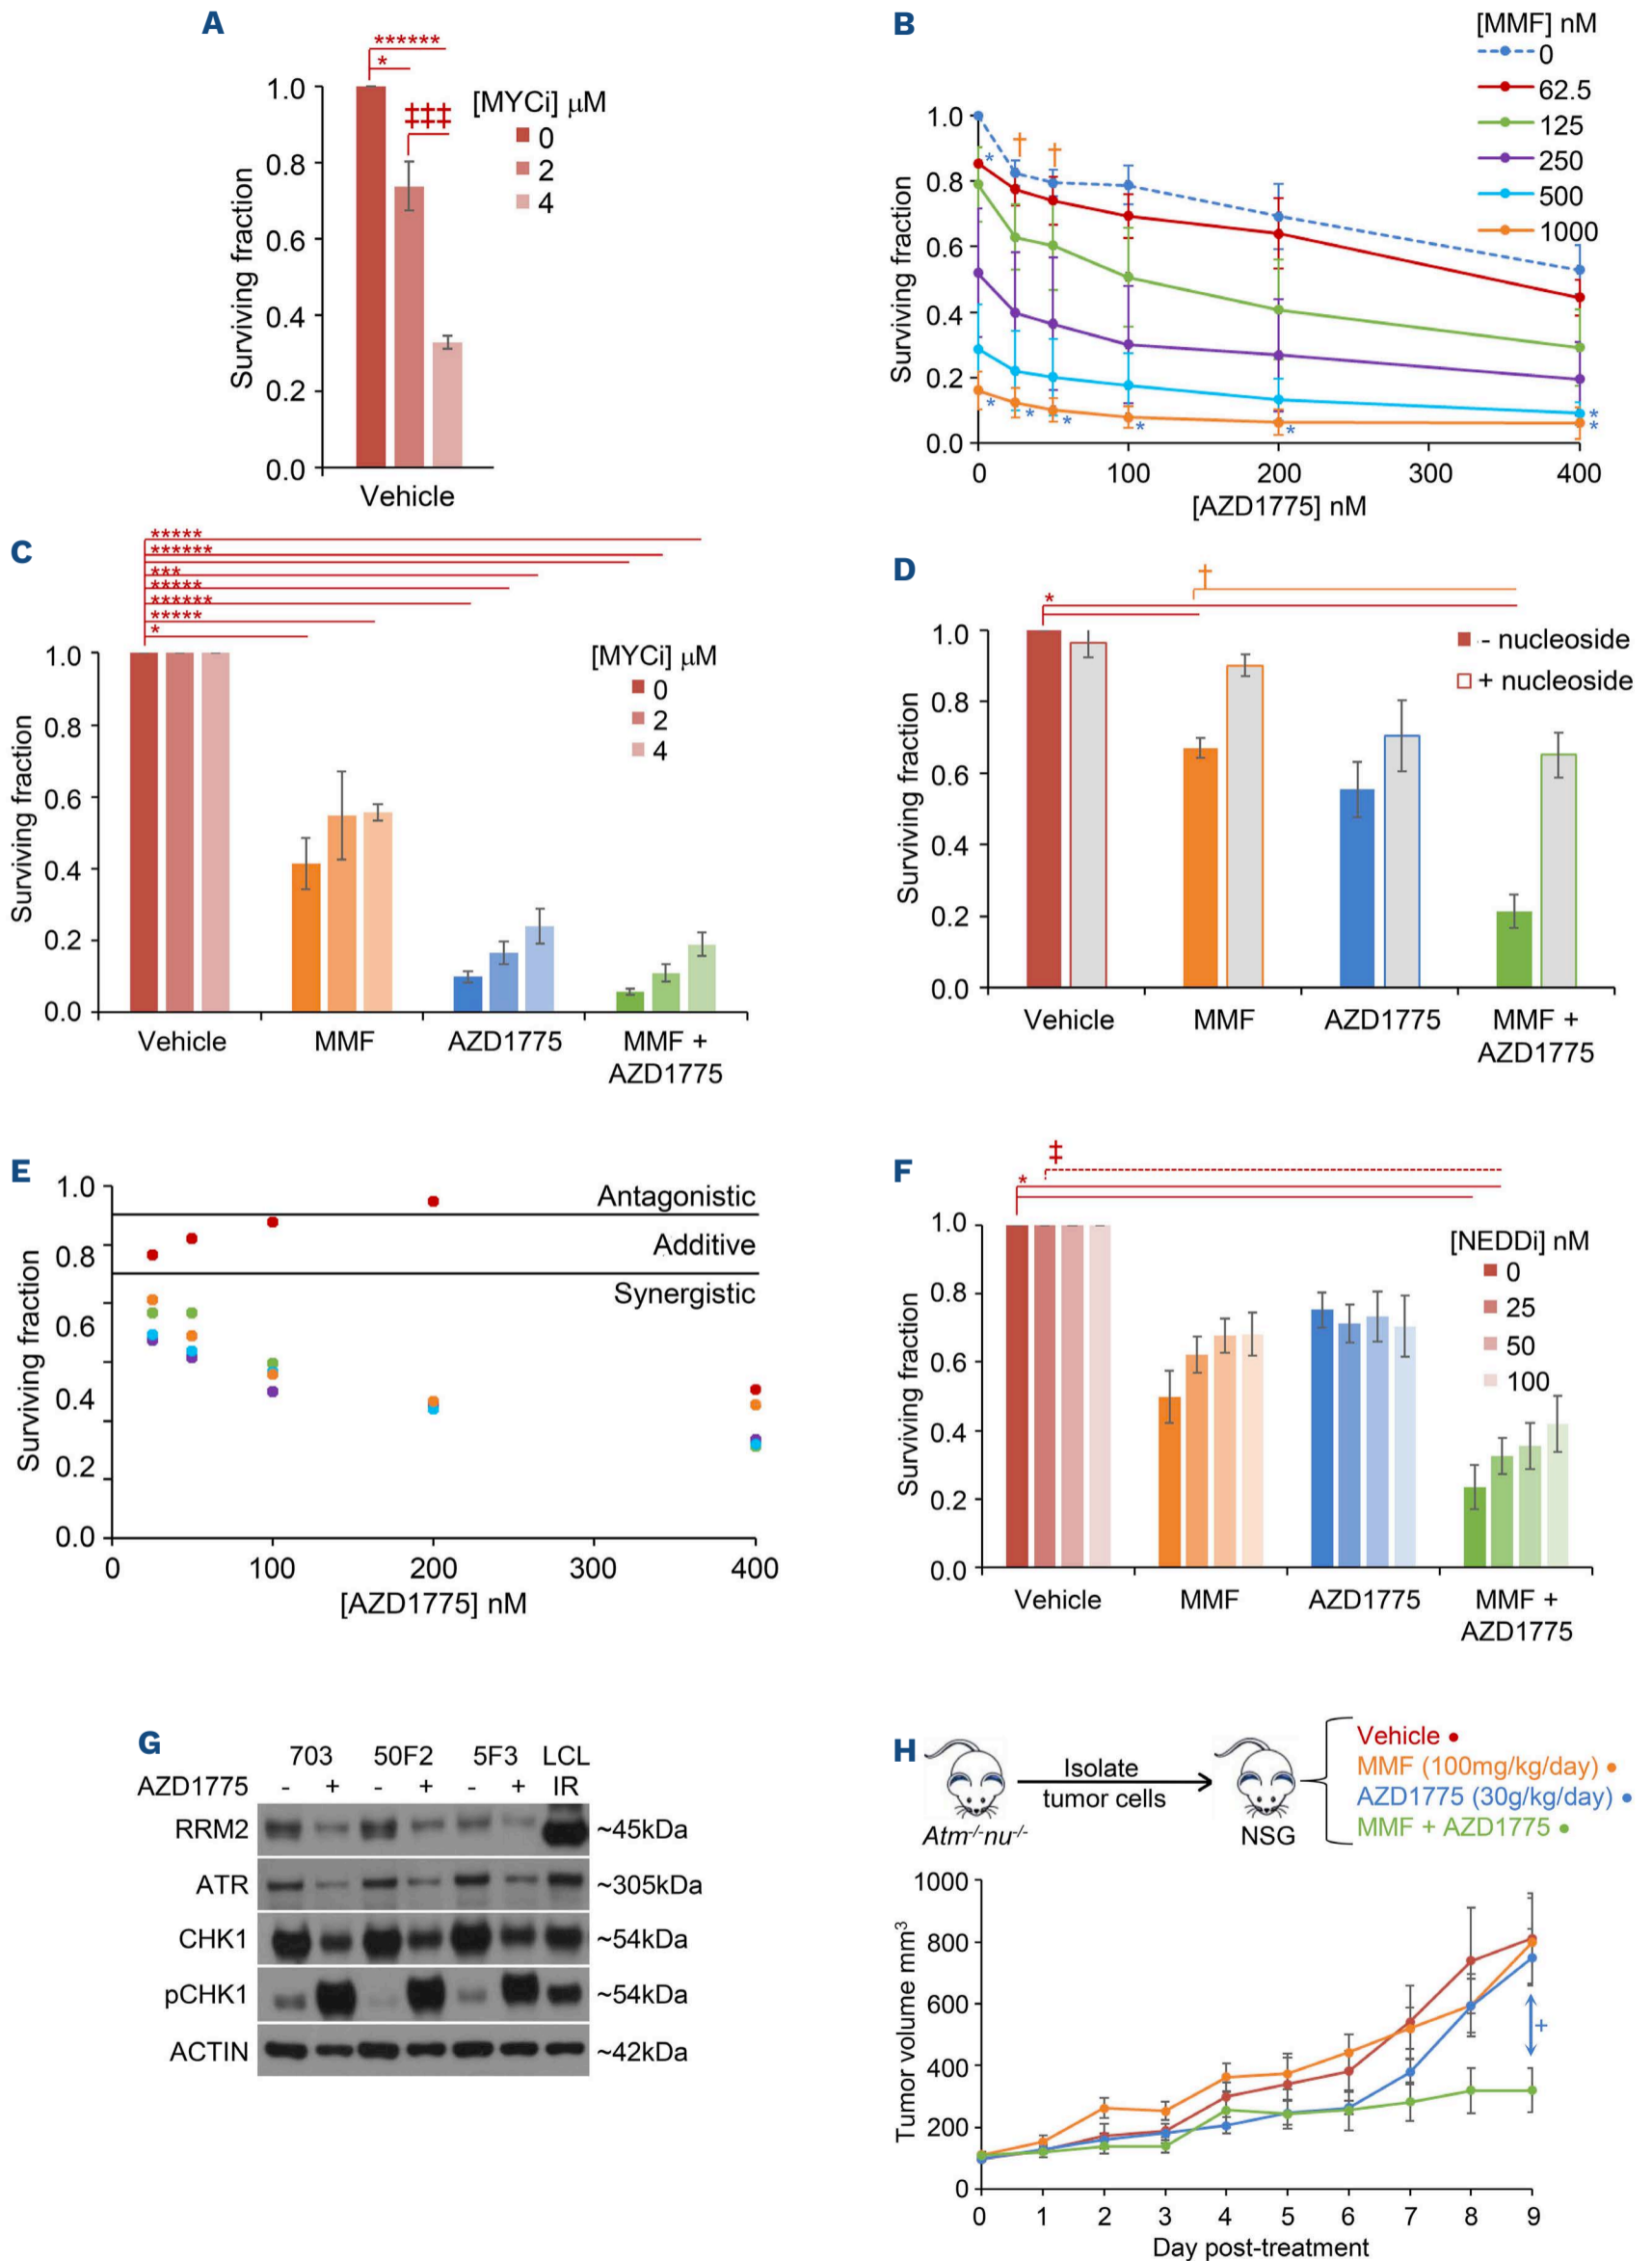 A
******
*
‡‡‡
[MYCi] µM
0
2
4
1.0
0.8
0.6
0.4
0.2
0.0
Surviving fraction
Vehicle
B
[MMF] nM
0
62.5
125
250
500
1000
† †
*
1.0
0.8
0.6
0.4
0.2
0.0
Surviving fraction
* * * * * * *
0 100 200 300 400
[AZD1775] nM
C
*****
******
***
*****
******
*****
*
[MYCi] µM
0
2
4
1.0
0.8
0.6
0.4
0.2
0.0
Surviving fraction
Vehicle MMF AZD1775 MMF +
AZD1775
D
†
*
- nucleoside
+ nucleoside
1.0
0.8
0.6
0.4
0.2
0.0
Surviving fraction
Vehicle MMF AZD1775 MMF +
AZD1775
E
1.0
0.8
0.6
0.4
0.2
0.0
Surviving fraction
Antagonistic
Additive
Synergistic
0 100 200 300 400
[AZD1775] nM
F
‡
*
[NEDDi] nM
0
25
50
100
1.0
0.8
0.6
0.4
0.2
0.0
Surviving fraction
Vehicle MMF AZD1775 MMF +
AZD1775
G
703 50F2 5F3 LCL
AZD1775 - + - + - + IR
RRM2 ~45kDa
ATR ~305kDa
CHK1 ~54kDa
pCHK1 ~54kDa
ACTIN ~42kDa
H
Isolate
tumor cells
Atm-/-nu-/-
NSG
Vehicle •
MMF (100mg/kg/day) •
AZD1775 (30g/kg/day) •
MMF + AZD1775 •
1000
800
600
400
200
0
Tumor volume mm³
+
0 1 2 3 4 5 6 7 8 9
Day post-treatment